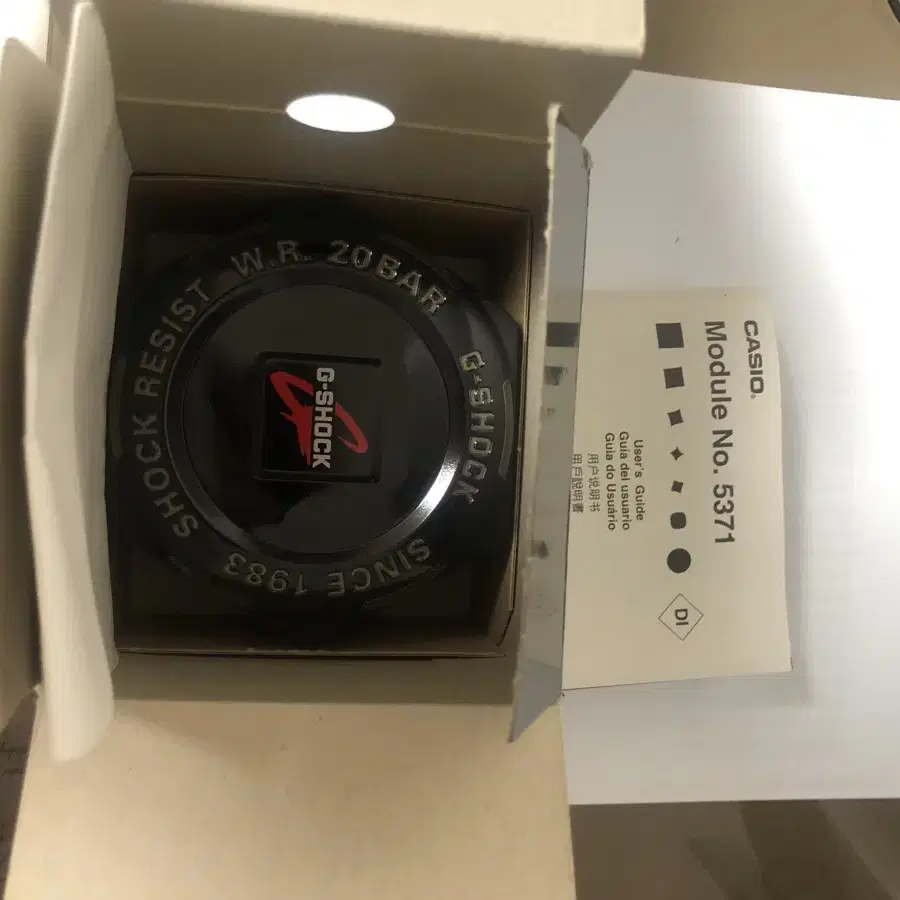 SHOCK RESIST W.R. 20BAR
G-SHOCK
SINCE 1983
G-SHOCK
CASIO®
Module No. 5371
DI
User's Guide
Guía del usuario
Guia do Usuário
用户说明书
用戶說明書